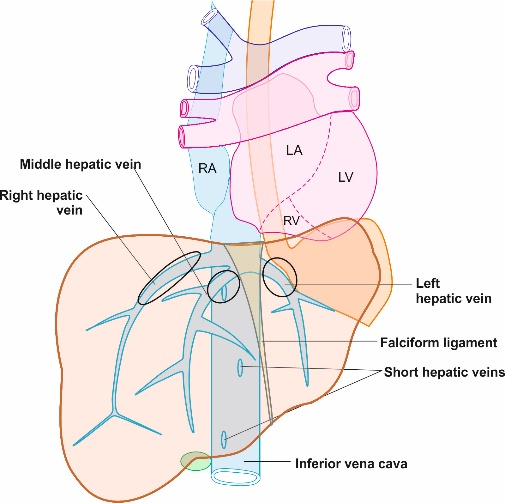 RA
LA
LV
RV
Middle hepatic vein
Right hepatic
vein
Left
hepatic vein
Falciform ligament
Short hepatic veins
Inferior vena cava